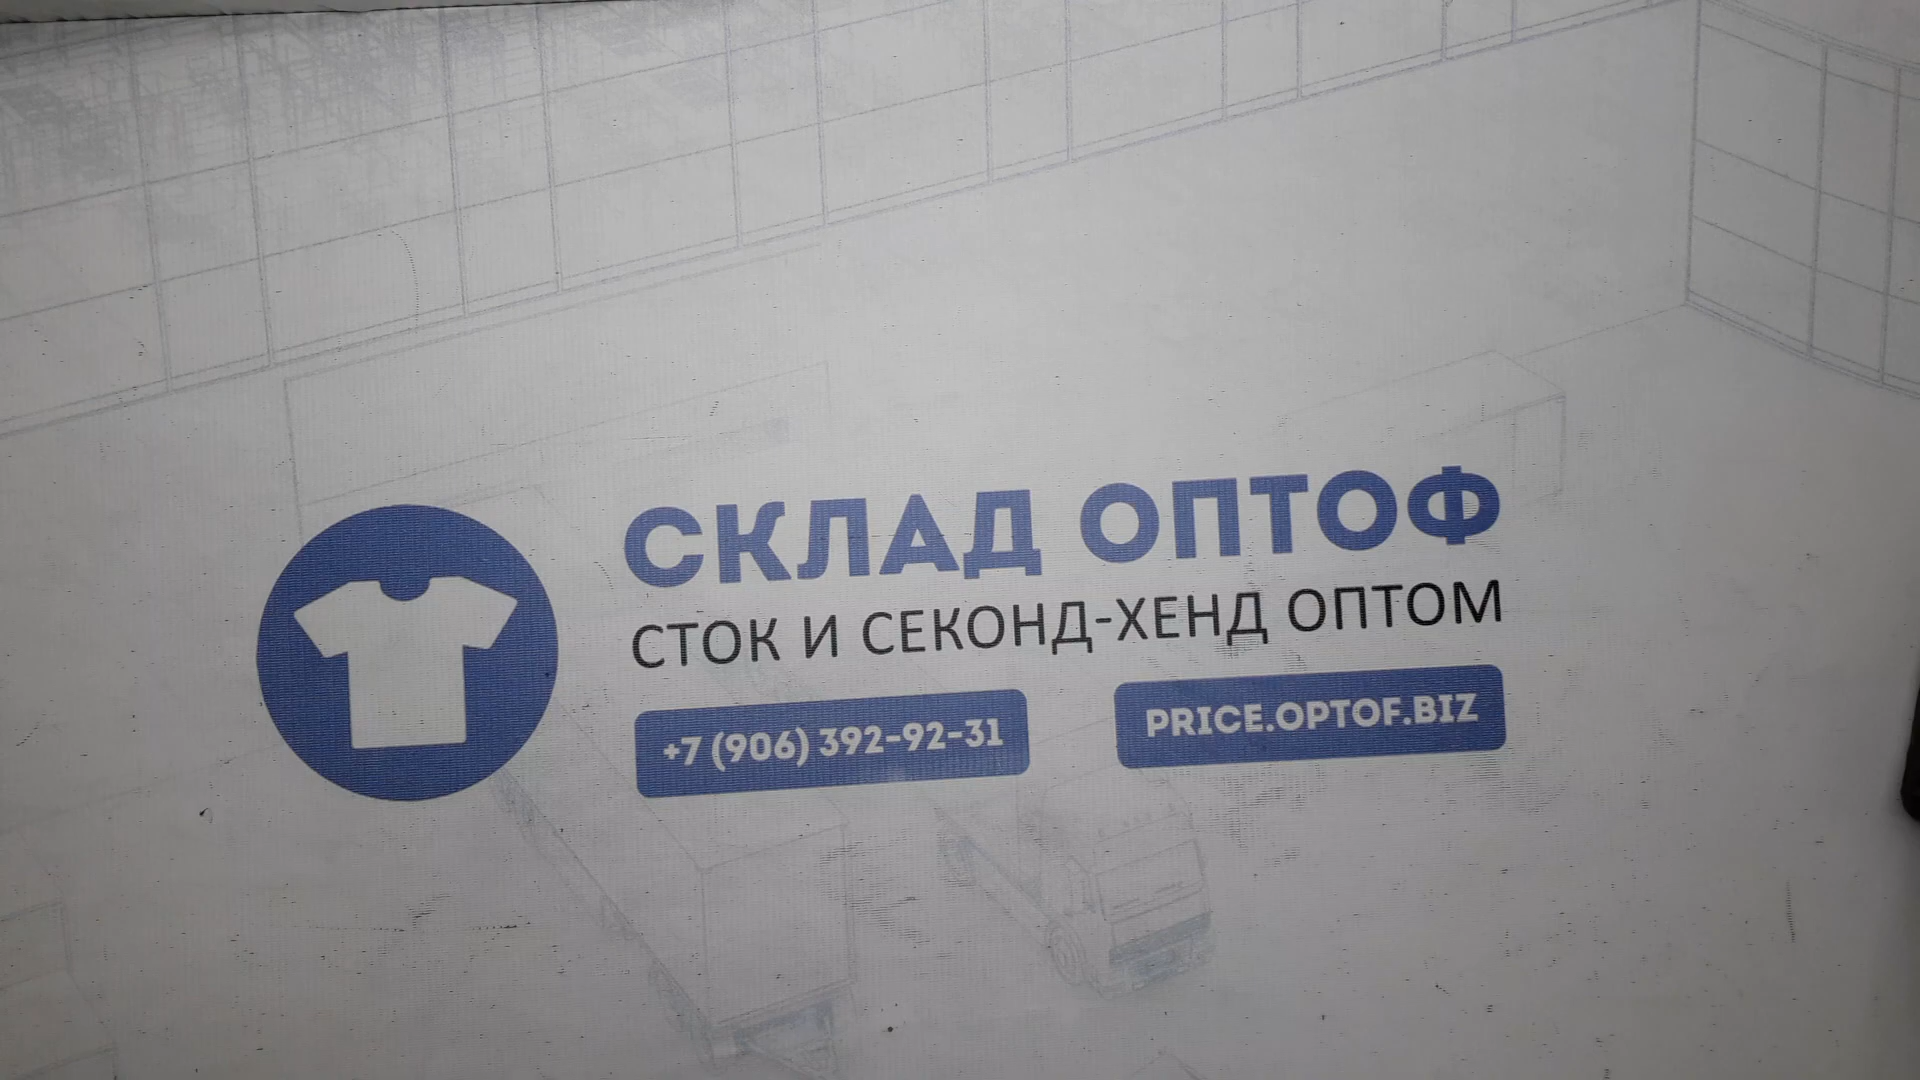 СКЛАД ОПТОФ
СТОК И СЕКОНД-ХЕНД ОПТОМ
+7 (906) 392-92-31
PRICE.OPTOF.BIZ